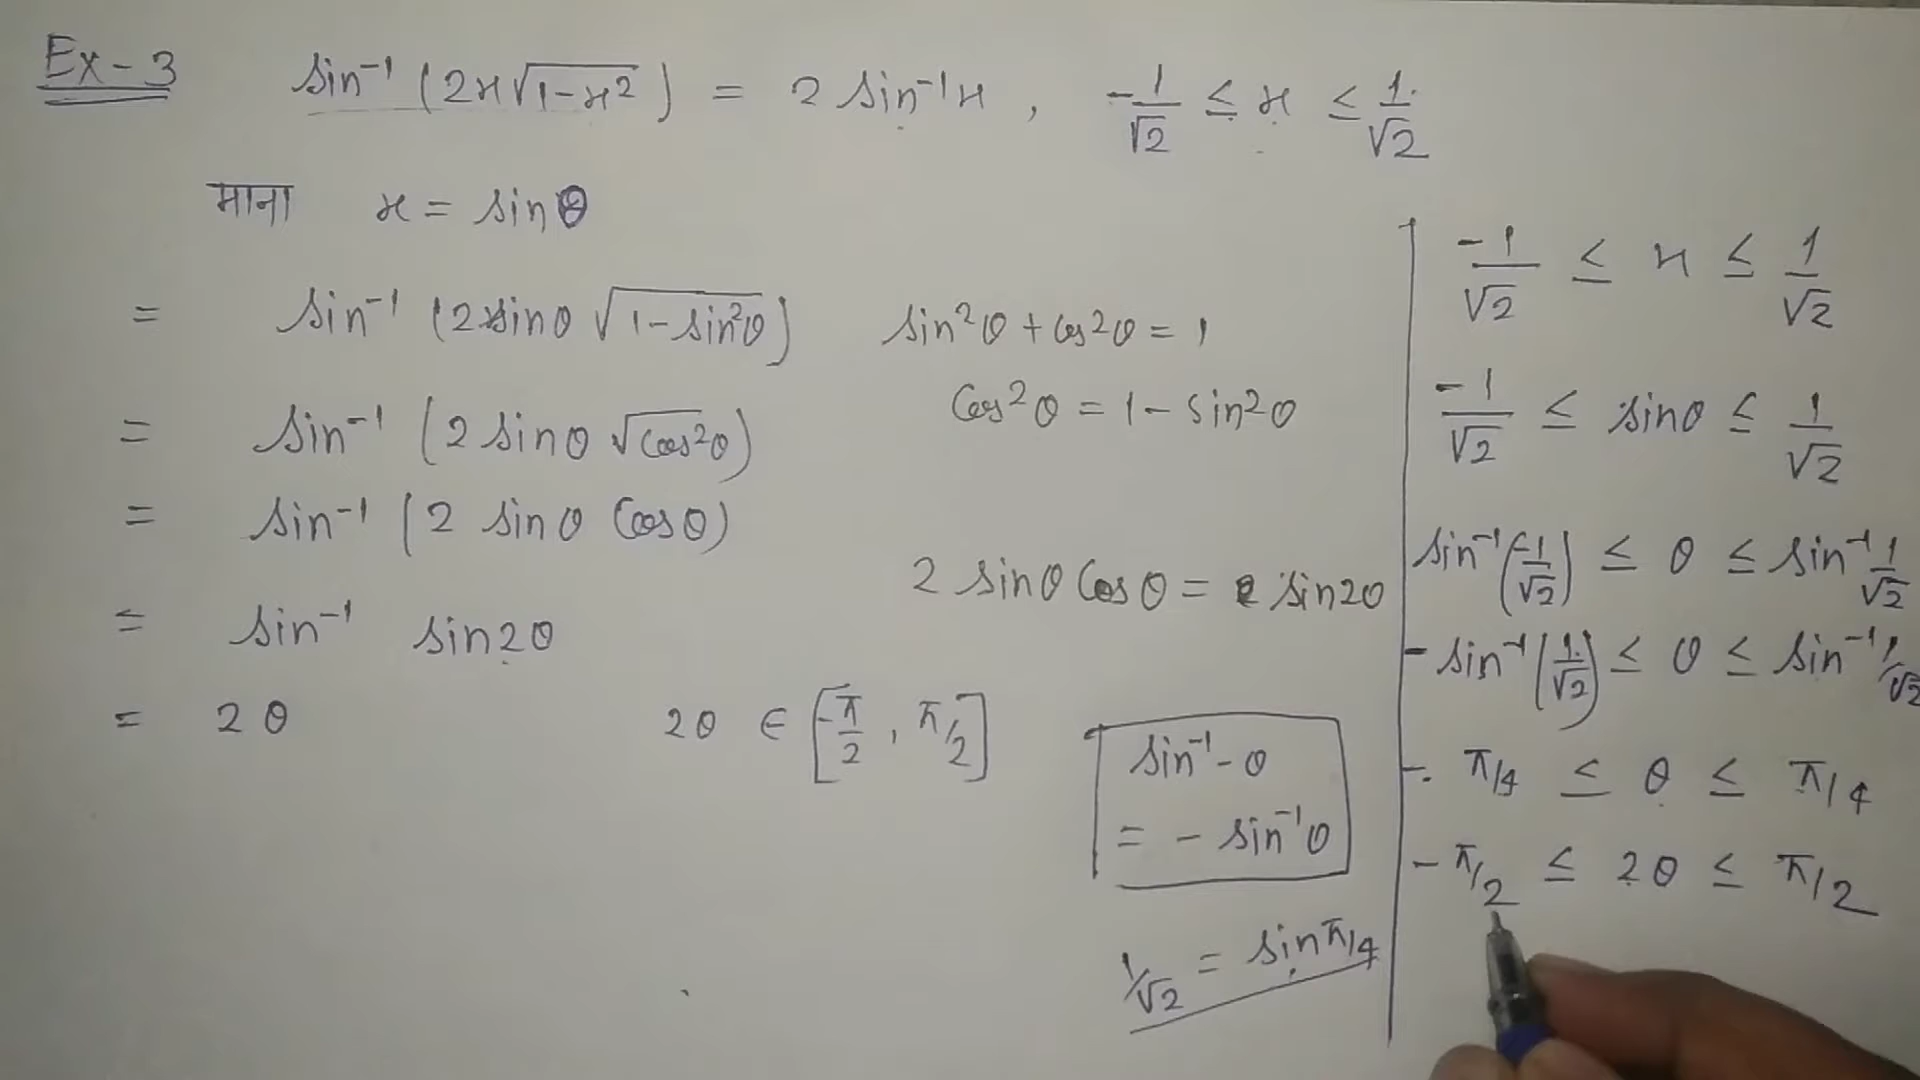 Ex-3 sin⁻¹(2x√1-x²) = 2 sin⁻¹x , -1/√2 ≤ x ≤ 1/√2
माना x = sinθ
= sin⁻¹(2sinθ √1-sin²θ)
= sin⁻¹(2 sinθ √cos²θ)
= sin⁻¹(2 sinθ Cosθ)
= sin⁻¹ sin2θ
= 2θ 2θ ∈ [-π/2, π/2]
sin²θ + cos²θ = 1
Cos²θ = 1 - sin²θ
2 sinθ Cosθ = sin2θ
sin⁻¹-θ
= - sin⁻¹θ
1/√2 = sin π/4
-1/√2 ≤ x ≤ 1/√2
-1/√2 ≤ sinθ ≤ 1/√2
sin⁻¹(-1/√2) ≤ θ ≤ sin⁻¹ 1/√2
- sin⁻¹(1/√2) ≤ θ ≤ sin⁻¹ 1/√2
- π/4 ≤ θ ≤ π/4
- π/2 ≤ 2θ ≤ π/2